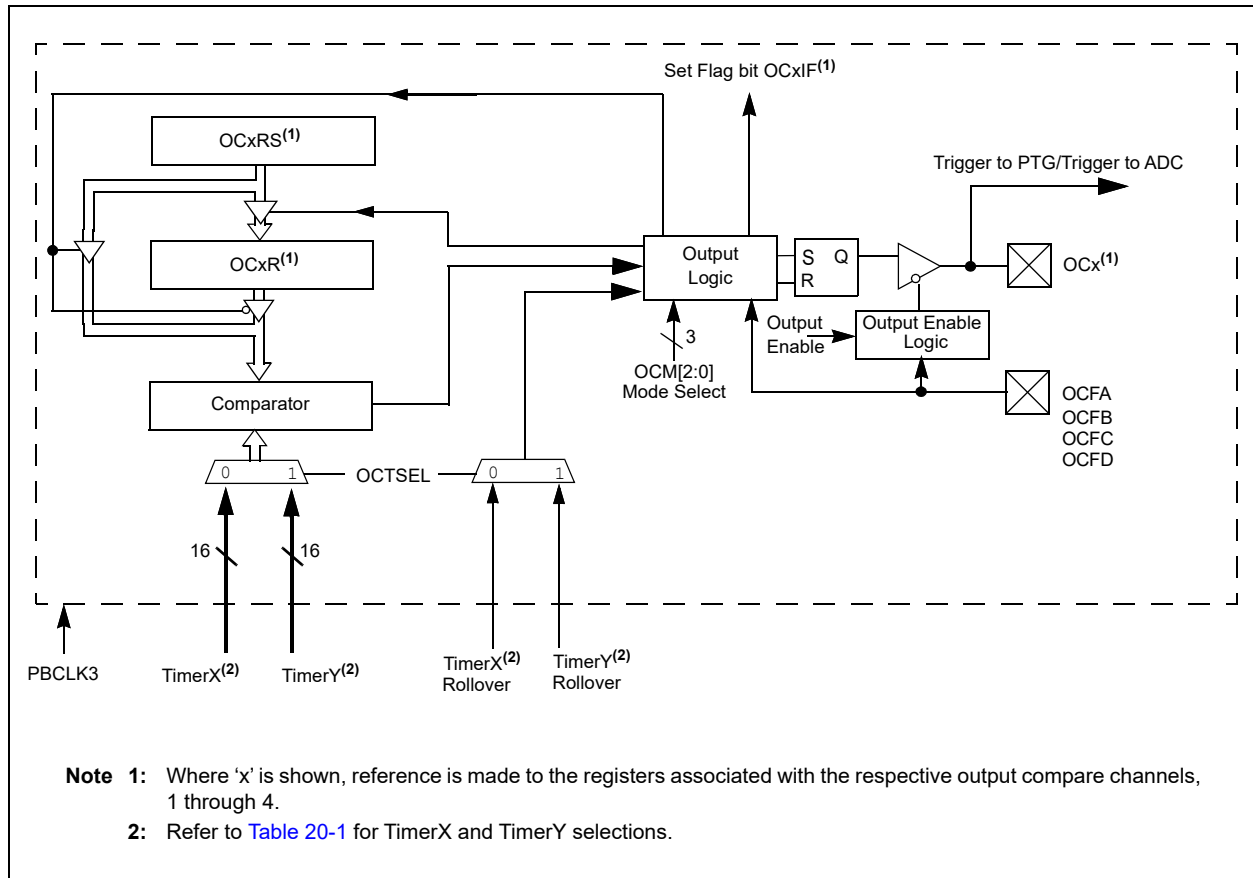 Set Flag bit OCxIF(1)
OCxRS(1)
Trigger to PTG/Trigger to ADC
OCxR(1)
Output
Logic
S Q
R
OCx(1)
3
Output
Enable
Output Enable
Logic
OCM[2:0]
Mode Select
Comparator
OCFA
OCFB
OCFC
OCFD
0 1
OCTSEL
0 1
16
16
PBCLK3
TimerX(2)
TimerY(2)
TimerX(2)
Rollover
TimerY(2)
Rollover
Note 1: Where ‘x’ is shown, reference is made to the registers associated with the respective output compare channels,
1 through 4.
2: Refer to Table 20-1 for TimerX and TimerY selections.